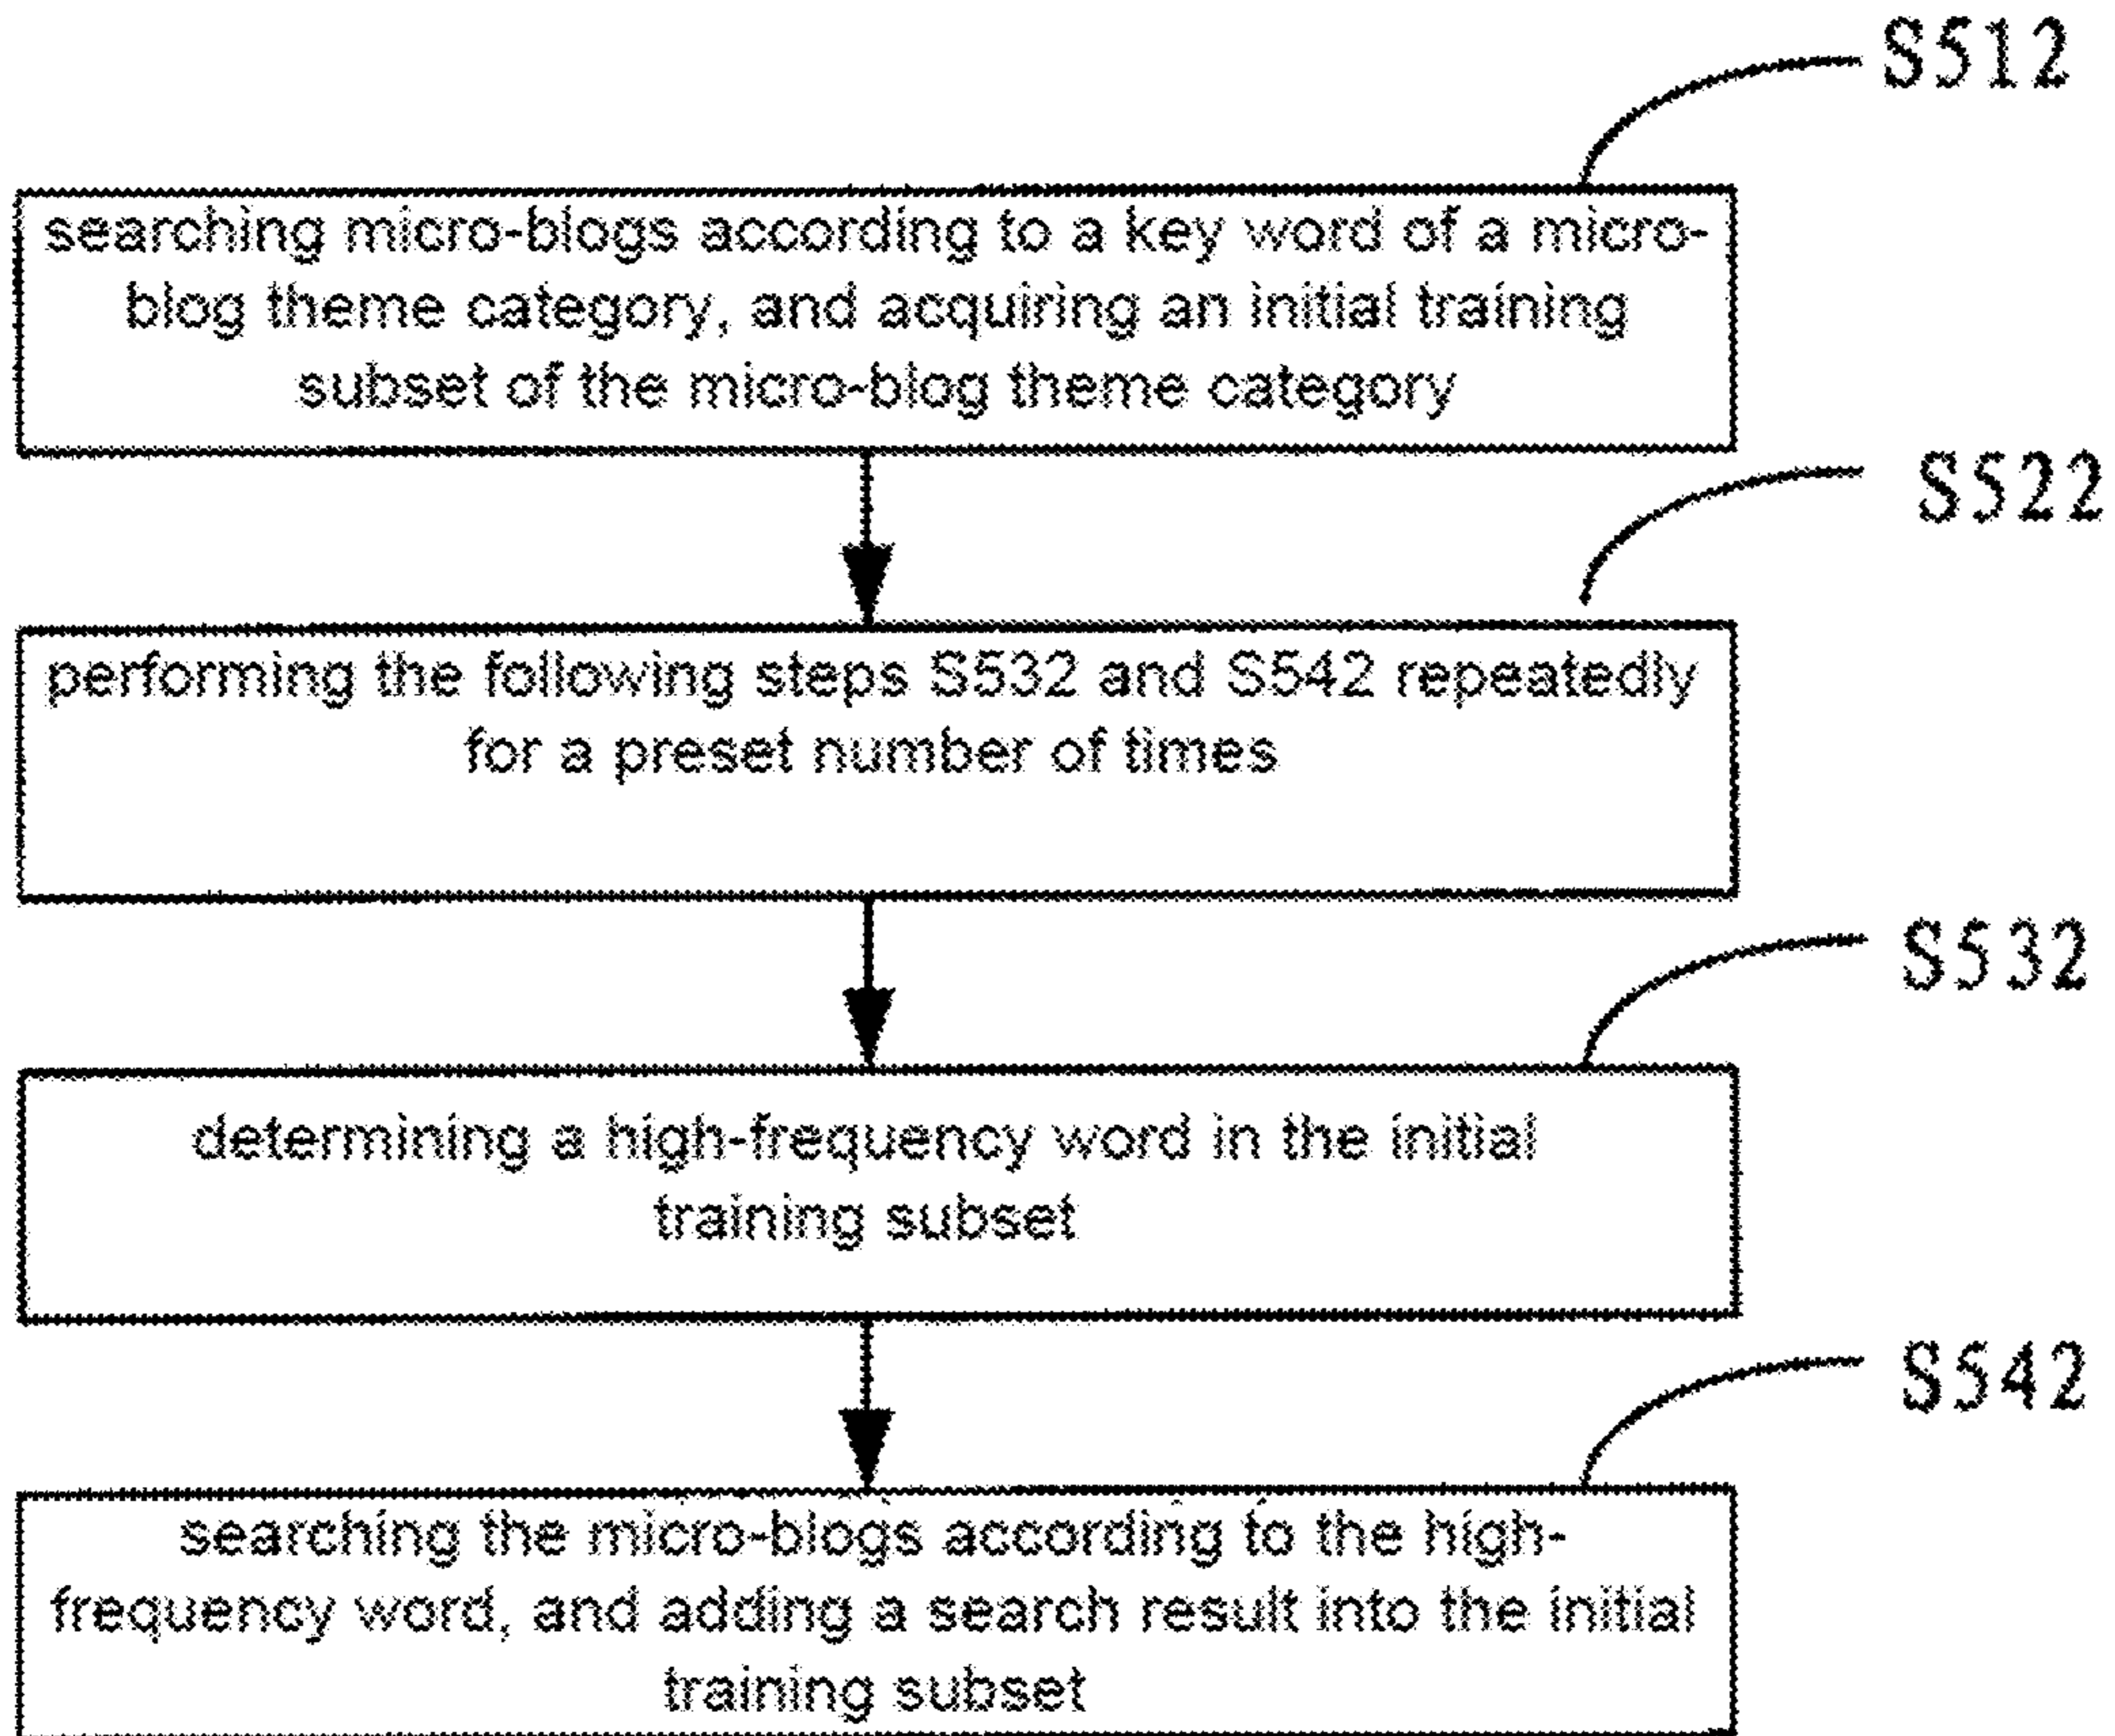 S512
searching micro-blogs according to a key word of a micro-
blog theme category, and acquiring an initial training
subset of the micro-blog theme category
S522
performing the following steps S532 and S542 repeatedly
for a preset number of times
S532
determining a high-frequency word in the initial
training subset
S542
searching the micro-blogs according to the high-
frequency word, and adding a search result into the initial
training subset